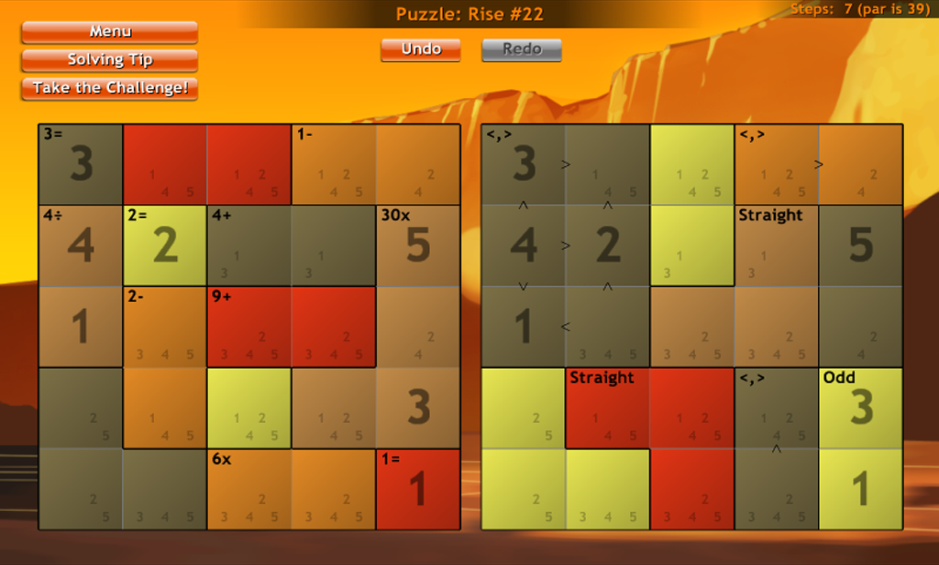 Puzzle: Rise #22
Steps: 7 (par is 39)
Menu
Solving Tip
Take the Challenge!
Undo
Redo
3= 1- <,> <,>
3 3 > >
1 1 2 1 2 2 1 1 2 1 2 2
4 5 4 5 4 5 4 4 5 4 5 4 5 4
^ ^
4÷ 2= 4+ 30x Straight
4 2 5 4 > 2 5
1 1 1 1
3 3 3 3
v ^
2- 9+
1 1 <
2 2 2 2 2 2
3 4 5 3 4 5 3 4 5 4 3 4 5 3 4 5 3 4 5 4
Straight <,> Odd
3 3
2 1 1 2 1 2 2 1 1 2 1 2
5 4 5 4 5 4 5 5 4 5 4 5 4 5
^
6x 1=
1 1
2 2 2 2 2 2
5 3 4 5 3 4 5 3 4 5 5 3 4 5 3 4 5 3 4 5